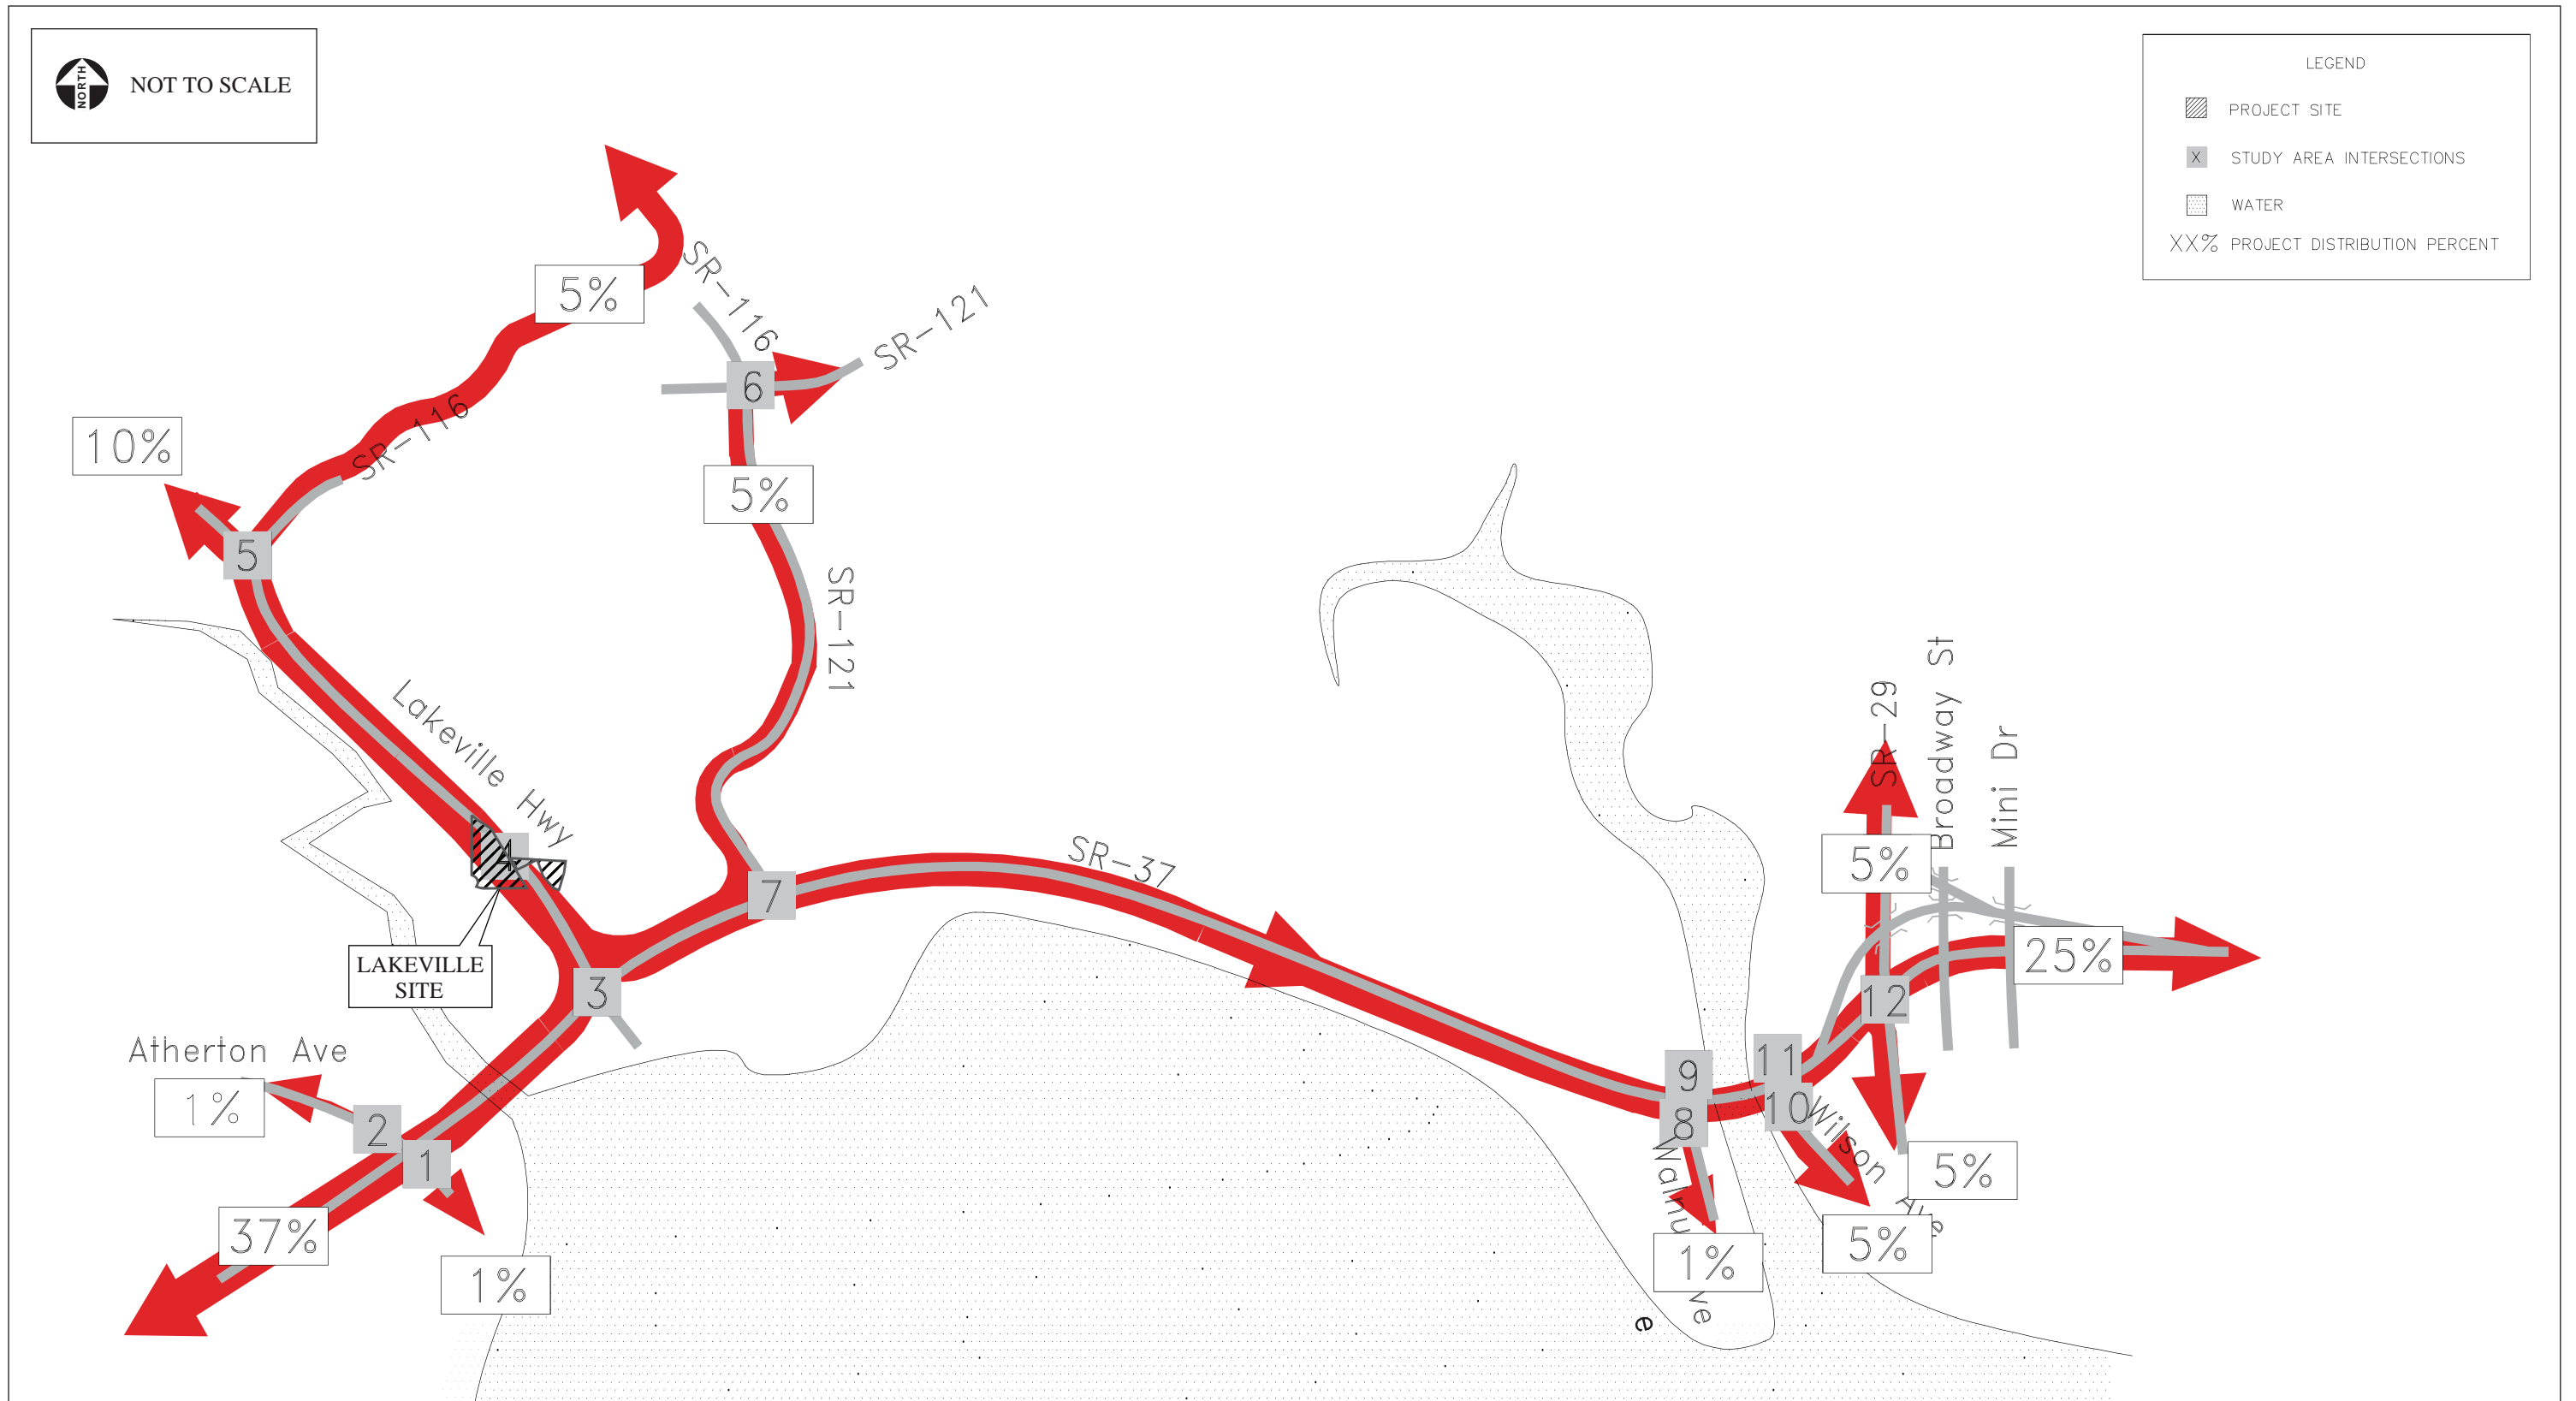 NORTH
NOT TO SCALE
LEGEND
PROJECT SITE
X STUDY AREA INTERSECTIONS
WATER
XX% PROJECT DISTRIBUTION PERCENT
5%
SR-116
SR-121
6
10%
SR-116
5%
5
SR-121
Lakeville Hwy
4
SR-37
7
SR-29
Broadway St
Mini Dr
5%
25%
LAKEVILLE
SITE
3
12
Atherton Ave
1%
2
1
9
8
11
10
Wilson Ave
5%
37%
1%
1%
5%
e